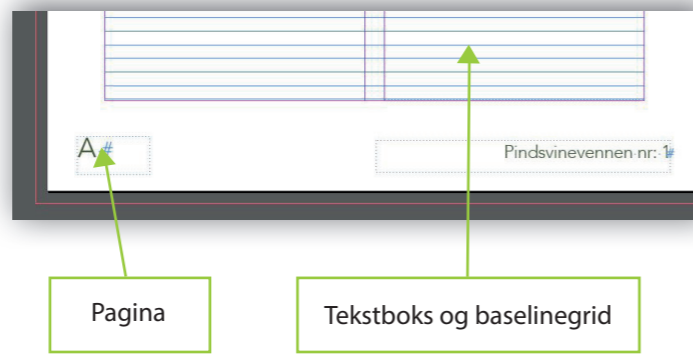 A #
Pindsvinevennen nr: 1#
Pagina
Tekstboks og baselinegrid